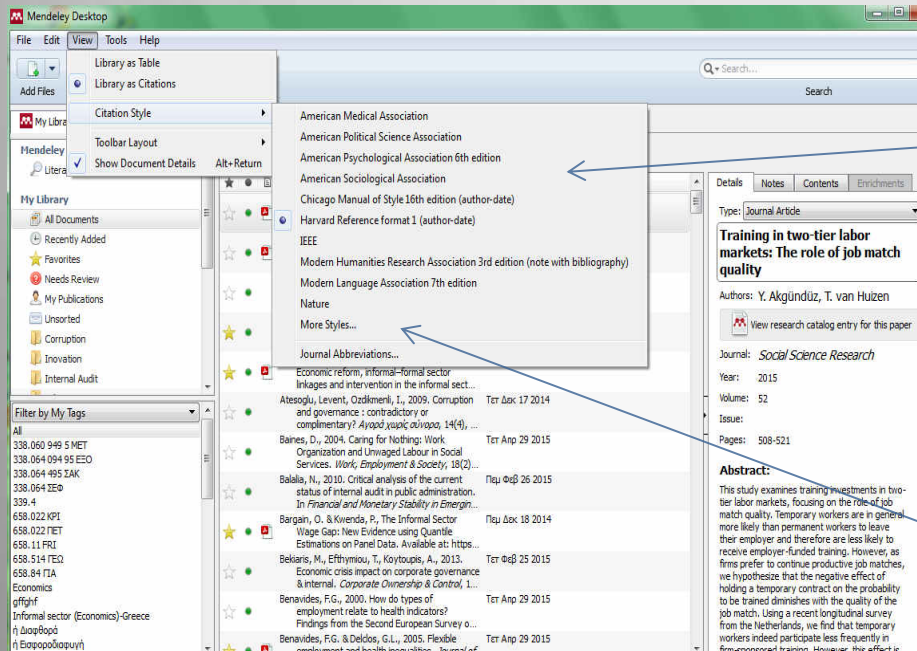 Mendeley Desktop
File Edit View Tools Help
Add Files
Library as Table
Library as Citations
Citation Style
Toolbar Layout
Show Document Details Alt+Return
American Medical Association
American Political Science Association
American Psychological Association 6th edition
American Sociological Association
Chicago Manual of Style 16th edition (author-date)
Harvard Reference format 1 (author-date)
IEEE
Modern Humanities Research Association 3rd edition (note with bibliography)
Modern Language Association 7th edition
Nature
More Styles...
Journal Abbreviations...
Search...
Search
My Libra
Mendeley
Litera
My Library
All Documents
Recently Added
Favorites
Needs Review
My Publications
Unsorted
Corruption
Inovation
Internal Audit
Filter by My Tags
All
338.060 949 5 ΜΕΤ
338.064 094 95 ΕΞΟ
338.064 495 ΣΑΚ
338.064 ΣΕΦ
339.4
658.022 ΚΡΙ
658.022 ΠΕΤ
658.11 FRI
658.514 ΓΕΩ
658.84 ΓΙΑ
Economics
gffghf
Informal sector (Economics)-Greece
ή Διαφθορά
ή Εισφοροδιαφυγή
Economic reform, informal–formal sector
linkages and intervention in the informal sect...
Atesoglu, Levent, Ozdikmenli, I., 2009. Corruption Τετ Δεκ 17 2014
and governance : contradictory or
complimentary? Αγορά χωρίς σύνορα, 14(4), ...
Baines, D., 2004. Caring for Nothing: Work Τετ Απρ 29 2015
Organization and Unwaged Labour in Social
Services. Work, Employment & Society, 18(2)...
Balalia, N., 2010. Critical analysis of the current Πεμ Φεβ 26 2015
status of internal audit in public administration.
In Financial and Monetary Stability in Emergin...
Bargain, O. & Kwenda, P., The Informal Sector Πεμ Δεκ 18 2014
Wage Gap: New Evidence using Quantile
Estimations on Panel Data. Available at: https...
Bekiaris, M., Efthymiou, T., Koytoupis, A., 2013. Τετ Φεβ 25 2015
Economic crisis impact on corporate governance
& internal. Corporate Ownership & Control, 1...
Benavides, F.G., 2000. How do types of Τετ Απρ 29 2015
employment relate to health indicators?
Findings from the Second European Survey o...
Benavides, F.G. & Deldos, G.L., 2005. Flexible Τετ Απρ 29 2015
employment and health inequalities. Journal of
Details Notes Contents Enrichments
Type: Journal Article
Training in two-tier labor
markets: The role of job match
quality
Authors: Y. Akgündüz, T. van Huizen
View research catalog entry for this paper
Journal: Social Science Research
Year: 2015
Volume: 52
Issue:
Pages: 508-521
Abstract:
This study examines training investments in two-
tier labor markets, focusing on the role of job
match quality. Temporary workers are in general
more likely than permanent workers to leave
their employer and therefore are less likely to
receive employer-funded training. However, as
firms prefer to continue productive job matches,
we hypothesize that the negative effect of
holding a temporary contract on the probability
to be trained diminishes with the quality of the
job match. Using a recent longitudinal survey
from the Netherlands, we find that temporary
workers indeed participate less frequently in
firm-sponsored training. However, this effect is